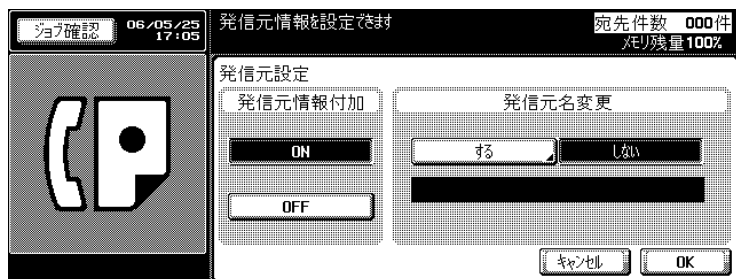 ジョブ確認
06/05/25
17:05
発信元情報を設定できます
宛先件数 000件
メモリ残量100%
発信元設定
発信元情報付加
発信元名変更
ON
する
しない
OFF
キャンセル
OK